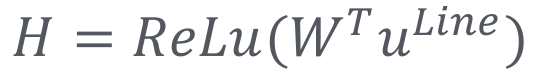 H = ReLu(W^T u^{Line})